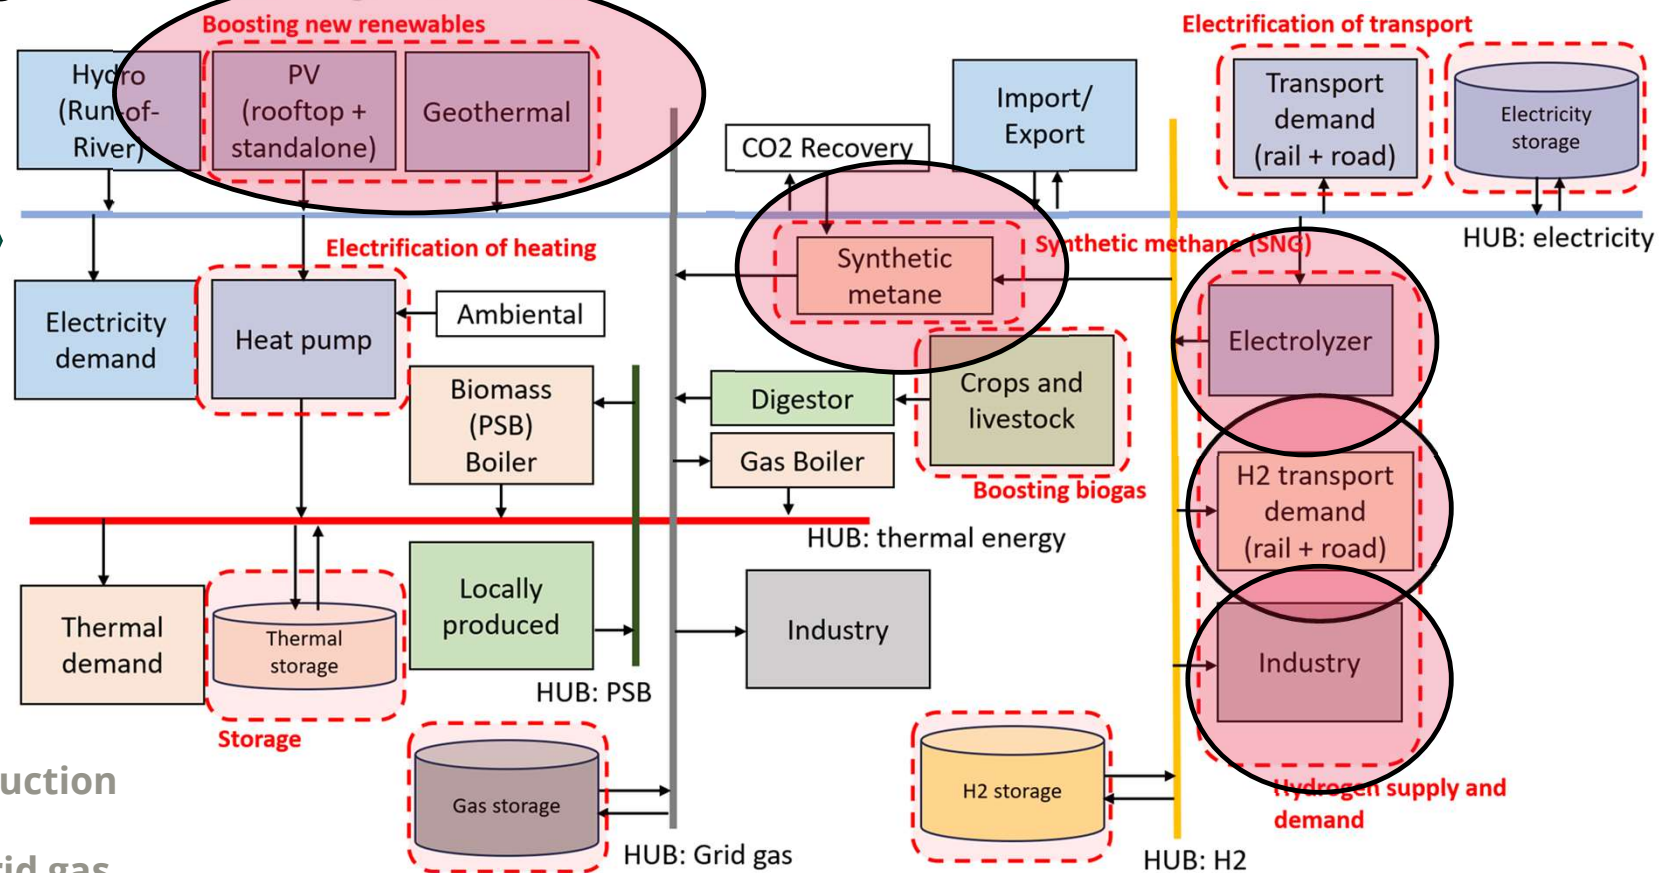 Boosting new renewables
Electrification of transport
Hydro
(Run-of-
River)
PV
(rooftop +
standalone)
Geothermal
CO2 Recovery
Import/
Export
Transport
demand
(rail + road)
Electricity
storage
HUB: electricity
Electrification of heating
Synthetic methane (SNG)
Synthetic
metane
Electricity
demand
Heat pump
Ambiental
Electrolyzer
Biomass
(PSB)
Boiler
Digestor
Crops and
livestock
Gas Boiler
Boosting biogas
H2 transport
demand
(rail + road)
HUB: thermal energy
Thermal
demand
Thermal
storage
Locally
produced
Industry
Industry
HUB: PSB
Storage
Gas storage
H2 storage
Hydrogen supply and
demand
uction
HUB: Grid gas
HUB: H2
rid gas